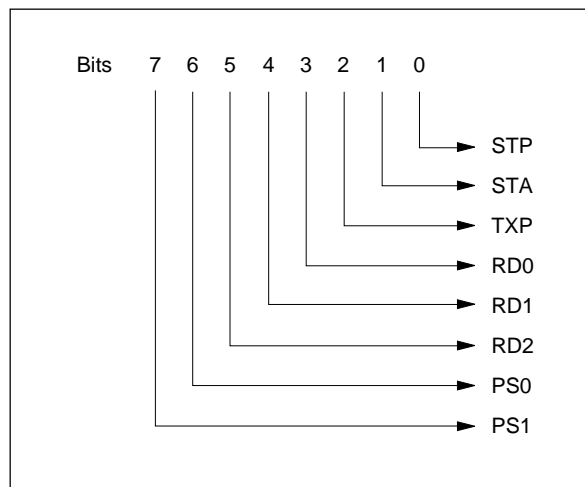 Bits 7 6 5 4 3 2 1 0
STP
STA
TXP
RD0
RD1
RD2
PS0
PS1